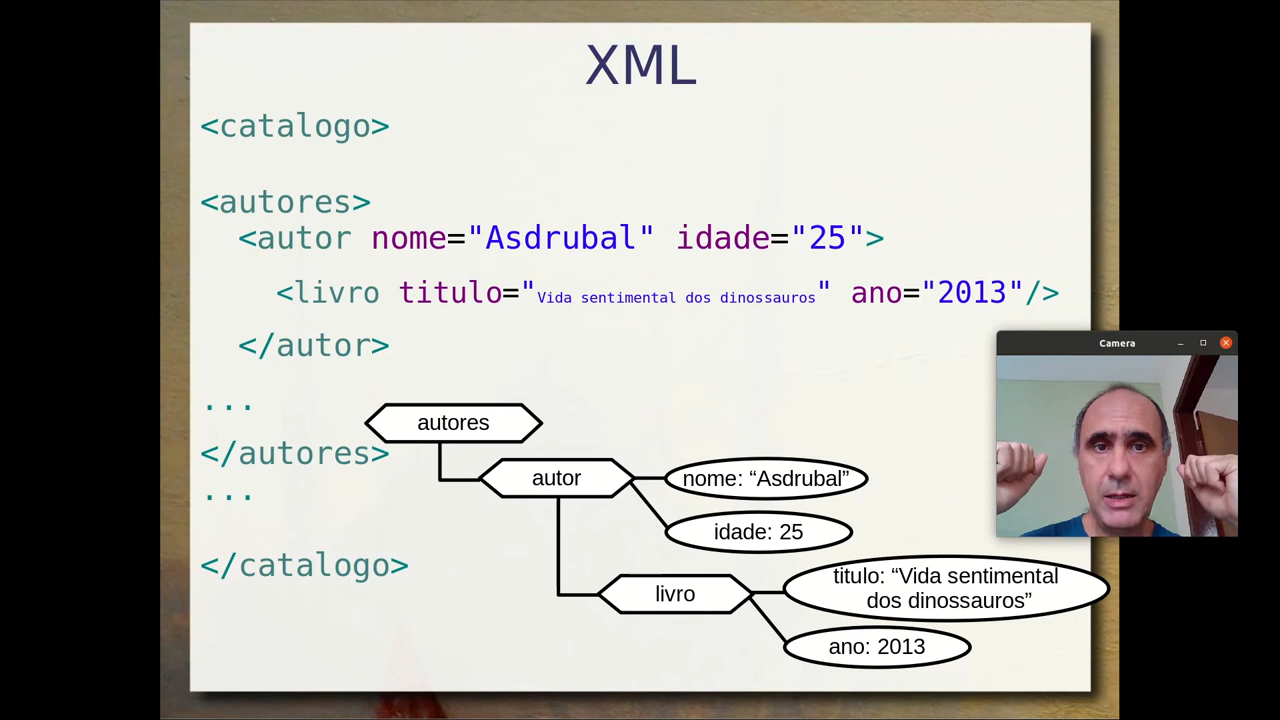 XML
<catalogo>
<autores>
<autor nome="Asdrubal" idade="25">
<livro titulo="Vida sentimental dos dinossauros" ano="2013"/>
</autor>
...
</autores>
...
</catalogo>
autores
autor
nome: “Asdrubal”
idade: 25
livro
titulo: “Vida sentimental
dos dinossauros”
ano: 2013
Camera